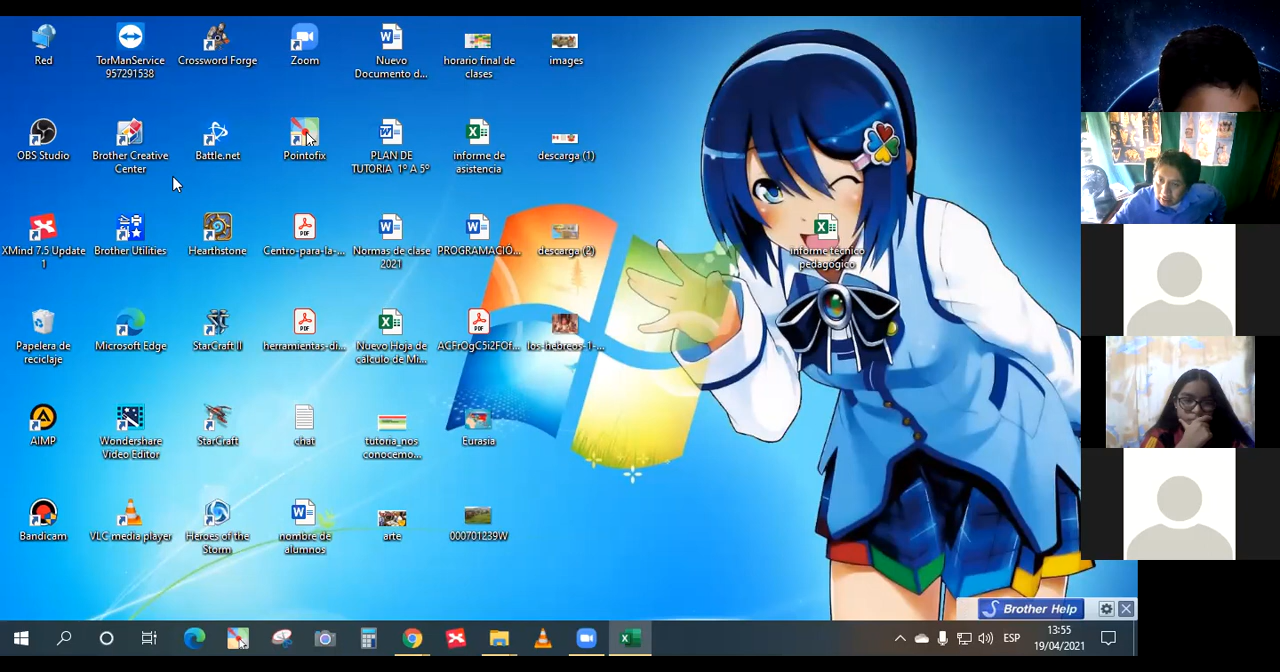 Red
TorManService
957291538
Crossword Forge
Zoom
Nuevo
Documento d...
horario final de
clases
images
OBS Studio
Brother Creative
Center
Battle.net
Pointofix
PLAN DE
TUTORIA 1° A 5°
informe de
asistencia
descarga (1)
XMind 7.5 Update
1
Brother Utilities
Hearthstone
Centro-para-la-...
Normas de clase
2021
PROGRAMACIÓ...
descarga (2)
informe técnico
pedagogico
Papelera de
reciclaje
Microsoft Edge
StarCraft II
herramientas-di...
Nuevo Hoja de
cálculo de Mi...
ACFrOgC5i2FOf...
los-hebreos-1-...
AIMP
Wondershare
Video Editor
StarCraft
chat
tutoria_nos
conocemo...
Eurasia
Bandicam
VLC media player
Heroes of the
Storm
nombre de
alumnos
arte
000701239W
Brother Help
ESP
13:55
19/04/2021